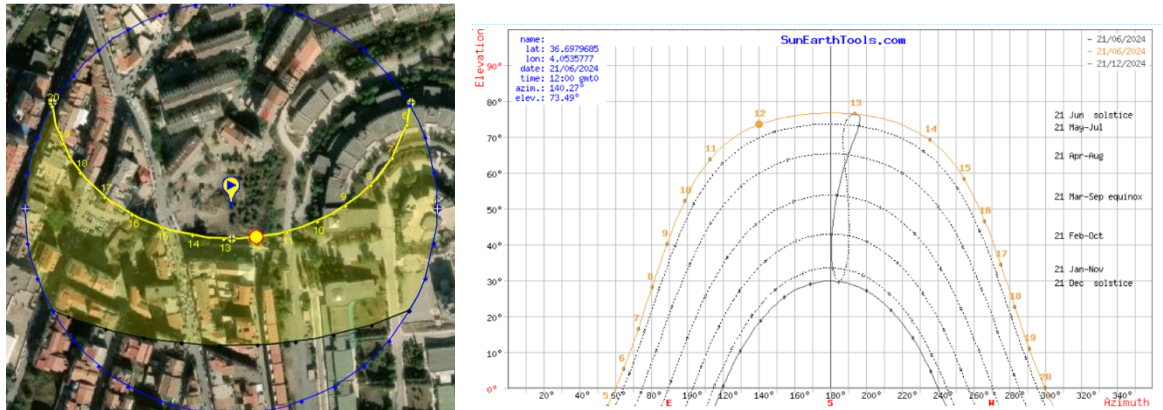 20
19
18
17
16
15
14
13
11
10
9
8
6
SunEarthTools.com
name:
lat: 36.6979685
lon: 4.0535777
date: 21/06/2024
time: 12:00 gmt0
azim.: 140.27°
elev.: 73.49°
21/06/2024
21/06/2024
21/12/2024
Elevation
90°
80°
70°
60°
50°
40°
30°
20°
10°
0°
5
6
7
8
9
10
11
12
13
14
15
16
17
18
19
20
21 Jun solstice
21 May-Jul
21 Apr-Aug
21 Mar-Sep equinox
21 Feb-Oct
21 Jan-Nov
21 Dec solstice
20° 40° 60° E 100° 120° 140° 160° S 200° 220° 240° 260° W 280° 300° 320° 340° Azimuth